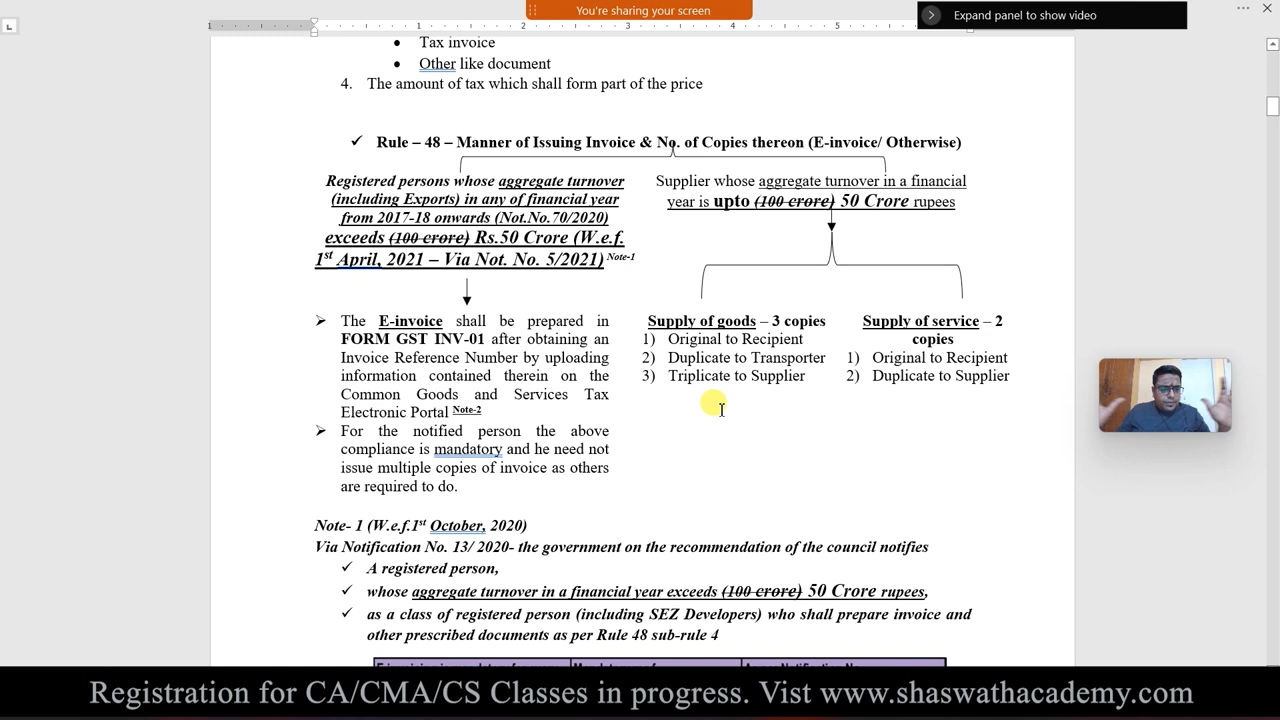 You're sharing your screen
Expand panel to show video
1 1 2 3 4 5
• Tax invoice
• Other like document
4. The amount of tax which shall form part of the price
✓ Rule – 48 – Manner of Issuing Invoice & No. of Copies thereon (E-invoice/ Otherwise)
Registered persons whose aggregate turnover
(including Exports) in any of financial year
from 2017-18 onwards (Not.No.70/2020)
exceeds (100 crore) Rs.50 Crore (W.e.f.
1st April, 2021 – Via Not. No. 5/2021) Note-1
Supplier whose aggregate turnover in a financial
year is upto (100 crore) 50 Crore rupees
➢ The E-invoice shall be prepared in
FORM GST INV-01 after obtaining an
Invoice Reference Number by uploading
information contained therein on the
Common Goods and Services Tax
Electronic Portal Note-2
➢ For the notified person the above
compliance is mandatory and he need not
issue multiple copies of invoice as others
are required to do.
Supply of goods – 3 copies
1) Original to Recipient
2) Duplicate to Transporter
3) Triplicate to Supplier
Supply of service – 2
copies
1) Original to Recipient
2) Duplicate to Supplier
Note- 1 (W.e.f.1st October, 2020)
Via Notification No. 13/ 2020- the government on the recommendation of the council notifies
✓ A registered person,
✓ whose aggregate turnover in a financial year exceeds (100 crore) 50 Crore rupees,
✓ as a class of registered person (including SEZ Developers) who shall prepare invoice and
other prescribed documents as per Rule 48 sub-rule 4
Registration for CA/CMA/CS Classes in progress. Vist www.shaswathacademy.com